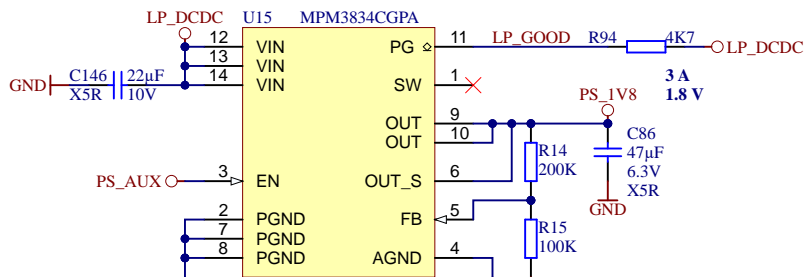 LP_DCDC
U15 MPM3834CGPA
12 VIN
13 VIN
14 VIN
PG 11 LP_GOOD R94 4K7 LP_DCDC
GND C146 22µF
X5R 10V
SW 1
3 A
1.8 V
PS_1V8
OUT 9
OUT 10
C86
47µF
6.3V
X5R
GND
R14
200K
PS_AUX 3 EN
OUT_S 6
2 PGND
7 PGND
8 PGND
FB 5
R15
100K
AGND 4